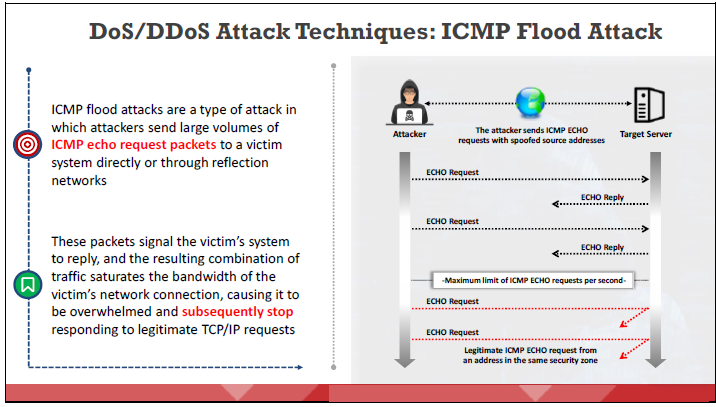 DoS/DDoS Attack Techniques: ICMP Flood Attack
ICMP flood attacks are a type of attack in
which attackers send large volumes of
ICMP echo request packets to a victim
system directly or through reflection
networks
These packets signal the victim's system
to reply, and the resulting combination of
traffic saturates the bandwidth of the
victim's network connection, causing it to
be overwhelmed and subsequently stop
responding to legitimate TCP/IP requests
Attacker
The attacker sends ICMP ECHO
requests with spoofed source addresses
Target Server
ECHO Request
ECHO Reply
ECHO Request
ECHO Reply
-Maximum limit of ICMP ECHO requests per second-
ECHO Request
ECHO Request
Legitimate ICMP ECHO request from
an address in the same security zone